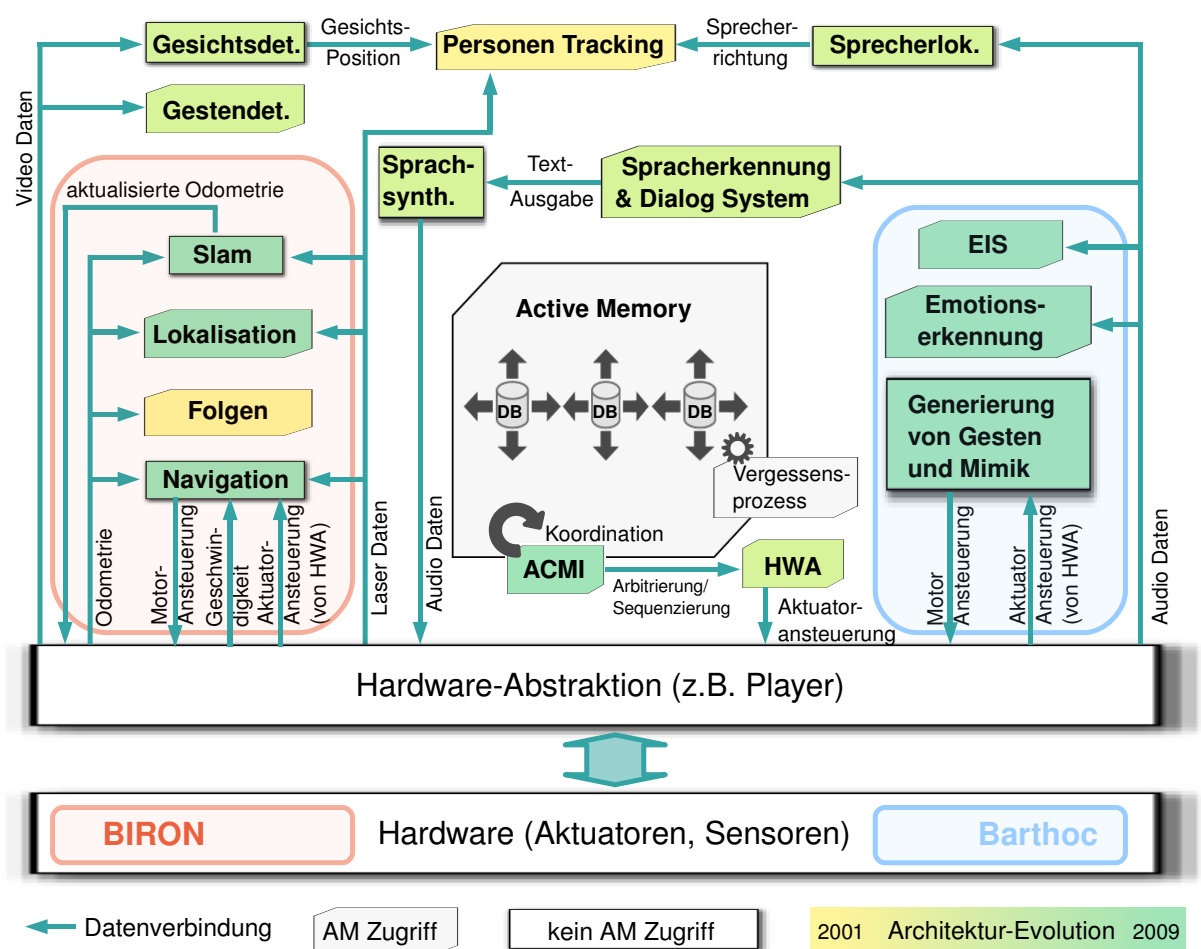 Gesichtsdet.
Gesichts-
Position
Personen Tracking
Sprecher-
richtung
Sprecherlok.
Gestendet.
Video Daten
aktualisierte Odometrie
Sprach-
synth.
Text-
Ausgabe
Spracherkennung
& Dialog System
Slam
EIS
Lokalisation
Active Memory
Emotions-
erkennung
Folgen
DB
DB
DB
Generierung
von Gesten
und Mimik
Navigation
Vergessens-
prozess
Koordination
ACMI
Arbitrierung/
Sequenzierung
HWA
Aktuator-
ansteuerung
Odometrie
Motor-
Ansteuerung
Geschwin-
digkeit
Aktuator-
Ansteuerung
(von HWA)
Laser Daten
Audio Daten
Motor
Ansteuerung
Aktuator
Ansteuerung
(von HWA)
Audio Daten
Hardware-Abstraktion (z.B. Player)
BIRON
Hardware (Aktuatoren, Sensoren)
Barthoc
Datenverbindung
AM Zugriff
kein AM Zugriff
2001 Architektur-Evolution 2009